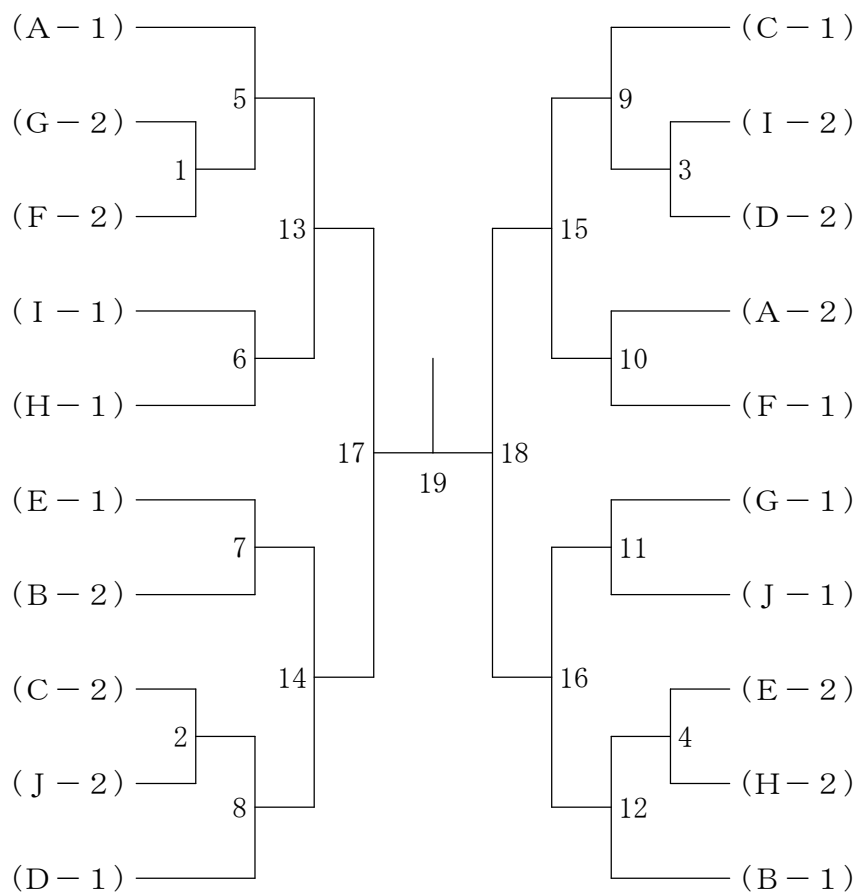 (A－1)
(C－1)
5
9
(G－2)
(I－2)
1
3
(F－2)
(D－2)
13
15
(I－1)
(A－2)
6
10
(H－1)
(F－1)
17
18
19
(E－1)
(G－1)
7
11
(B－2)
(J－1)
14
16
(C－2)
(E－2)
2
4
(J－2)
(H－2)
8
12
(D－1)
(B－1)